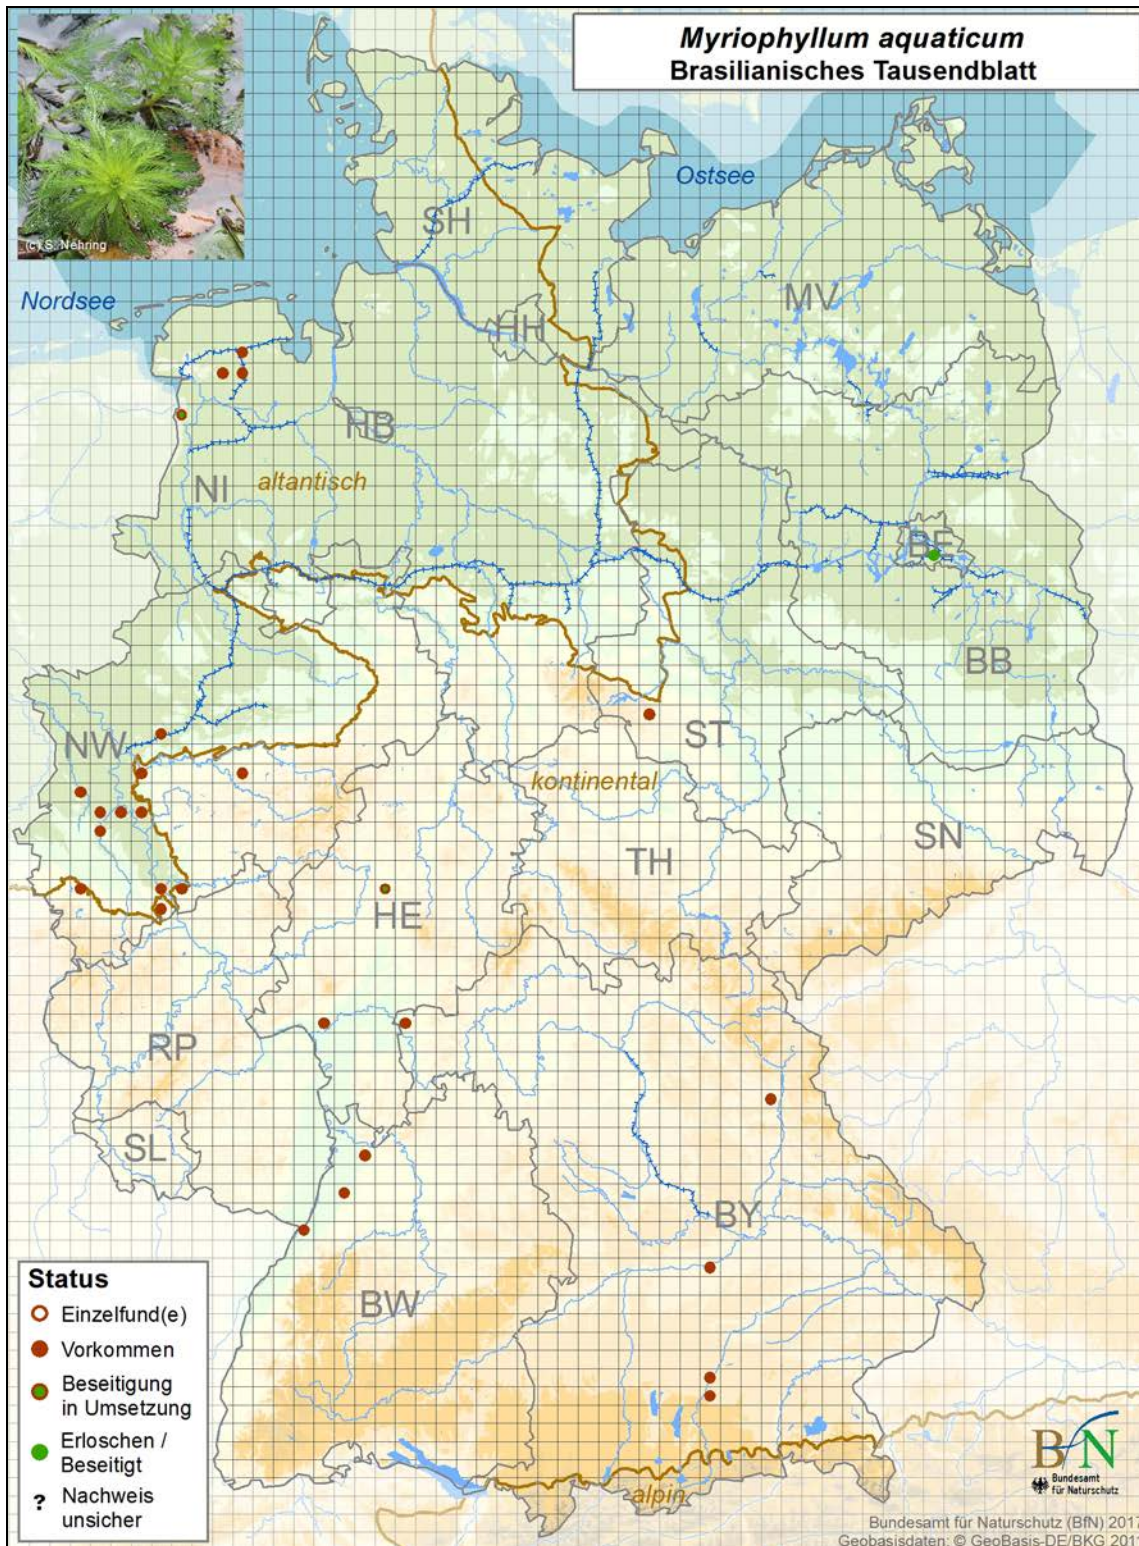 Myriophyllum aquaticum
Brasilianisches Tausendblatt
(c) S. Nehring
Ostsee
Nordsee
SH
MV
HH
HB
NI
altantisch
BE
BB
NW
ST
kontinental
SN
TH
HE
RP
SL
BY
BW
alpin
Status
Einzelfund(e)
Vorkommen
Beseitigung
in Umsetzung
Erloschen /
Beseitigt
? Nachweis
unsicher
BfN
Bundesamt
für Naturschutz
Bundesamt für Naturschutz (BfN) 2017
Geobasisdaten: © GeoBasis-DE/BKG 201